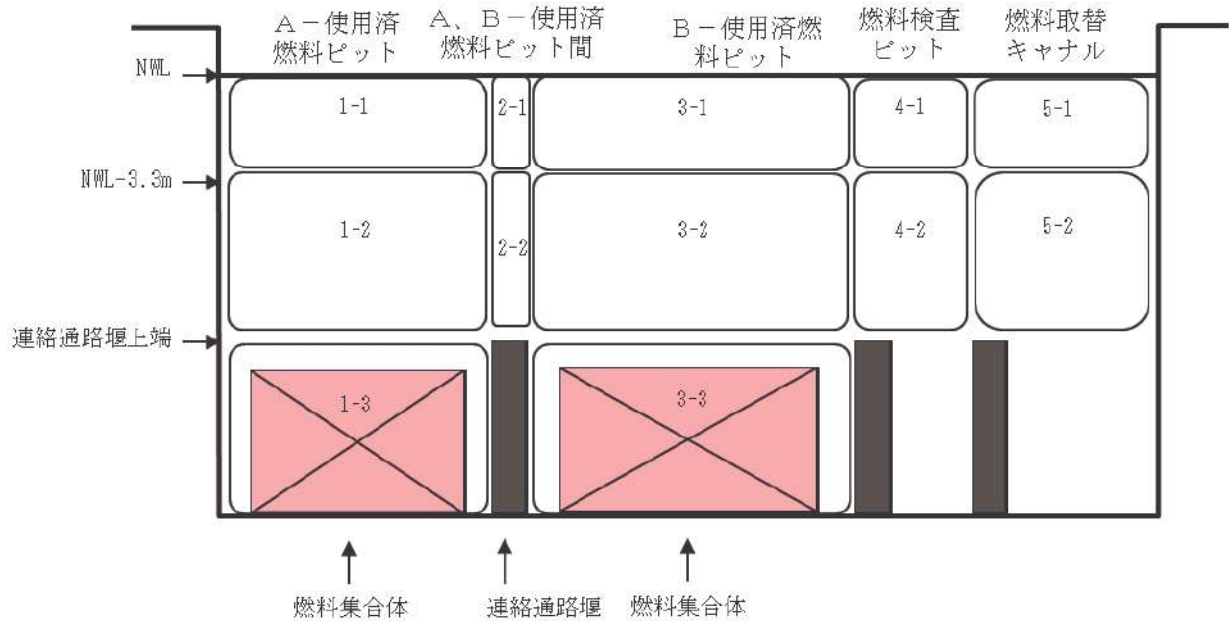 A-使用済
燃料ピット
A、B-使用済
燃料ピット間
B-使用済燃
料ピット
燃料検査
ピット
燃料取替
キャナル
NWL
1-1
2-1
3-1
4-1
5-1
NWL-3.3m
1-2
2-2
3-2
4-2
5-2
連絡通路堰上端
1-3
3-3
燃料集合体
連絡通路堰
燃料集合体